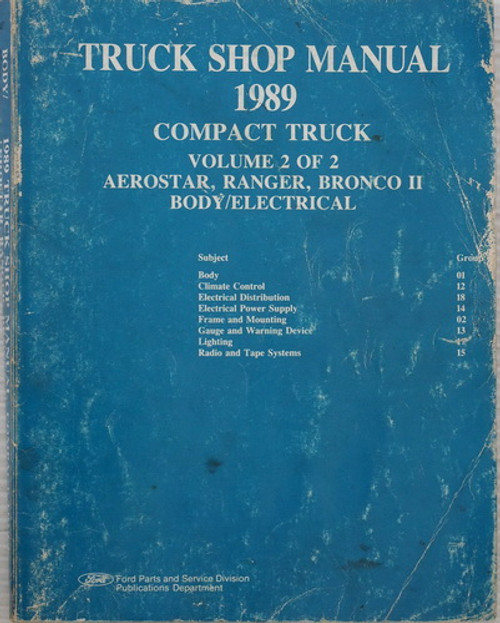 TRUCK SHOP MANUAL
1989
COMPACT TRUCK
VOLUME 2 OF 2
AEROSTAR, RANGER, BRONCO II
BODY/ELECTRICAL
Subject Group
Body 01
Climate Control 12
Electrical Distribution 18
Electrical Power Supply 14
Frame and Mounting 02
Gauge and Warning Device 13
Lighting 17
Radio and Tape Systems 15
Ford
Ford Parts and Service Division
Publications Department
BODY/
1989 TRUCK SHOP MANUAL